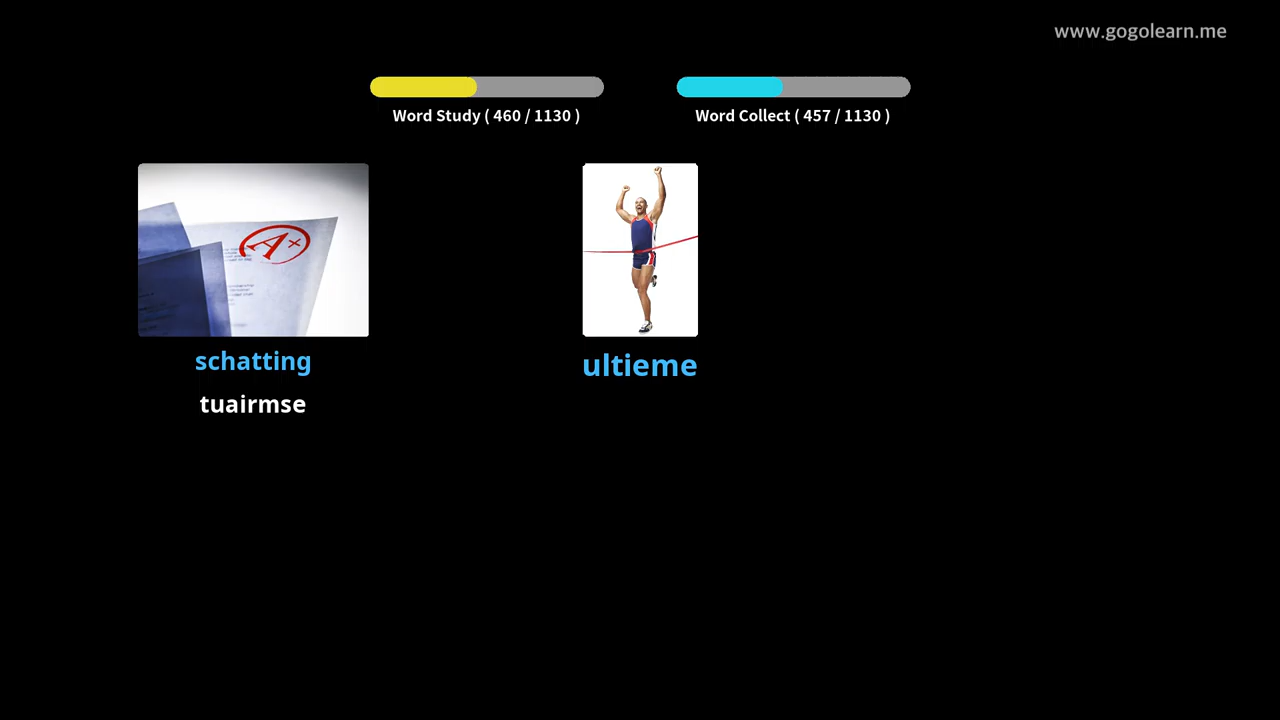 www.gogolearn.me
Word Study ( 460 / 1130 )
Word Collect ( 457 / 1130 )
A+
schatting
tuairmse
ultieme